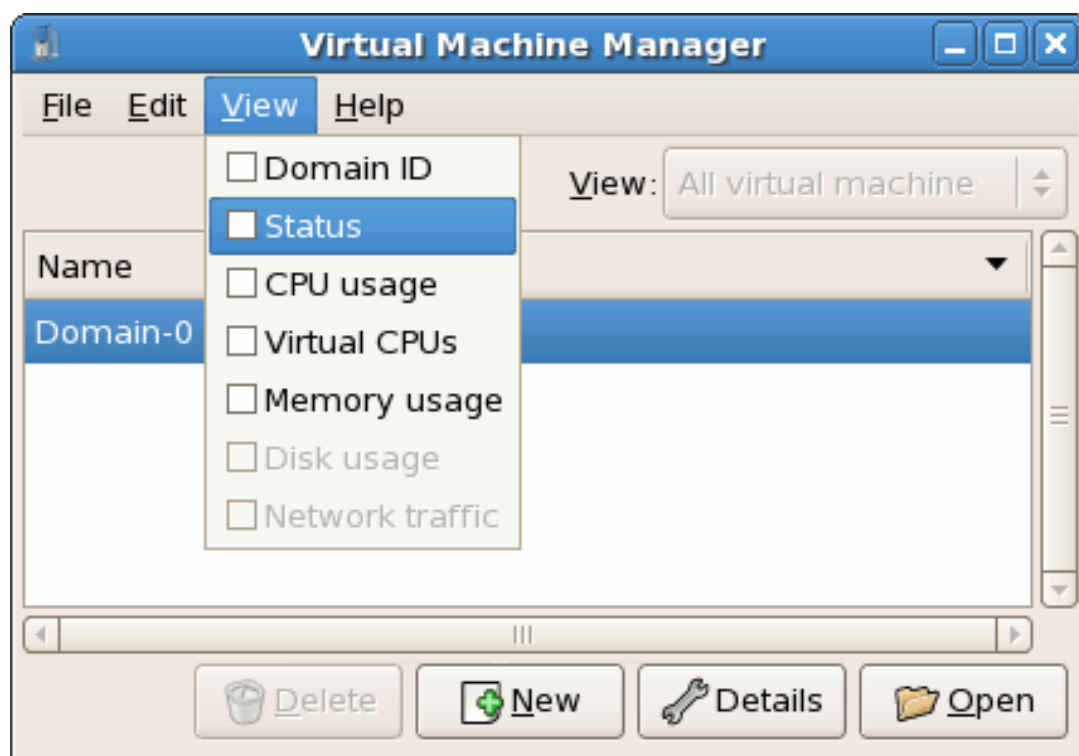 Virtual Machine Manager
File Edit View Help
Domain ID
View: All virtual machine
Status
Name
CPU usage
Domain-0
Virtual CPUs
Memory usage
Disk usage
Network traffic
Delete New Details Open